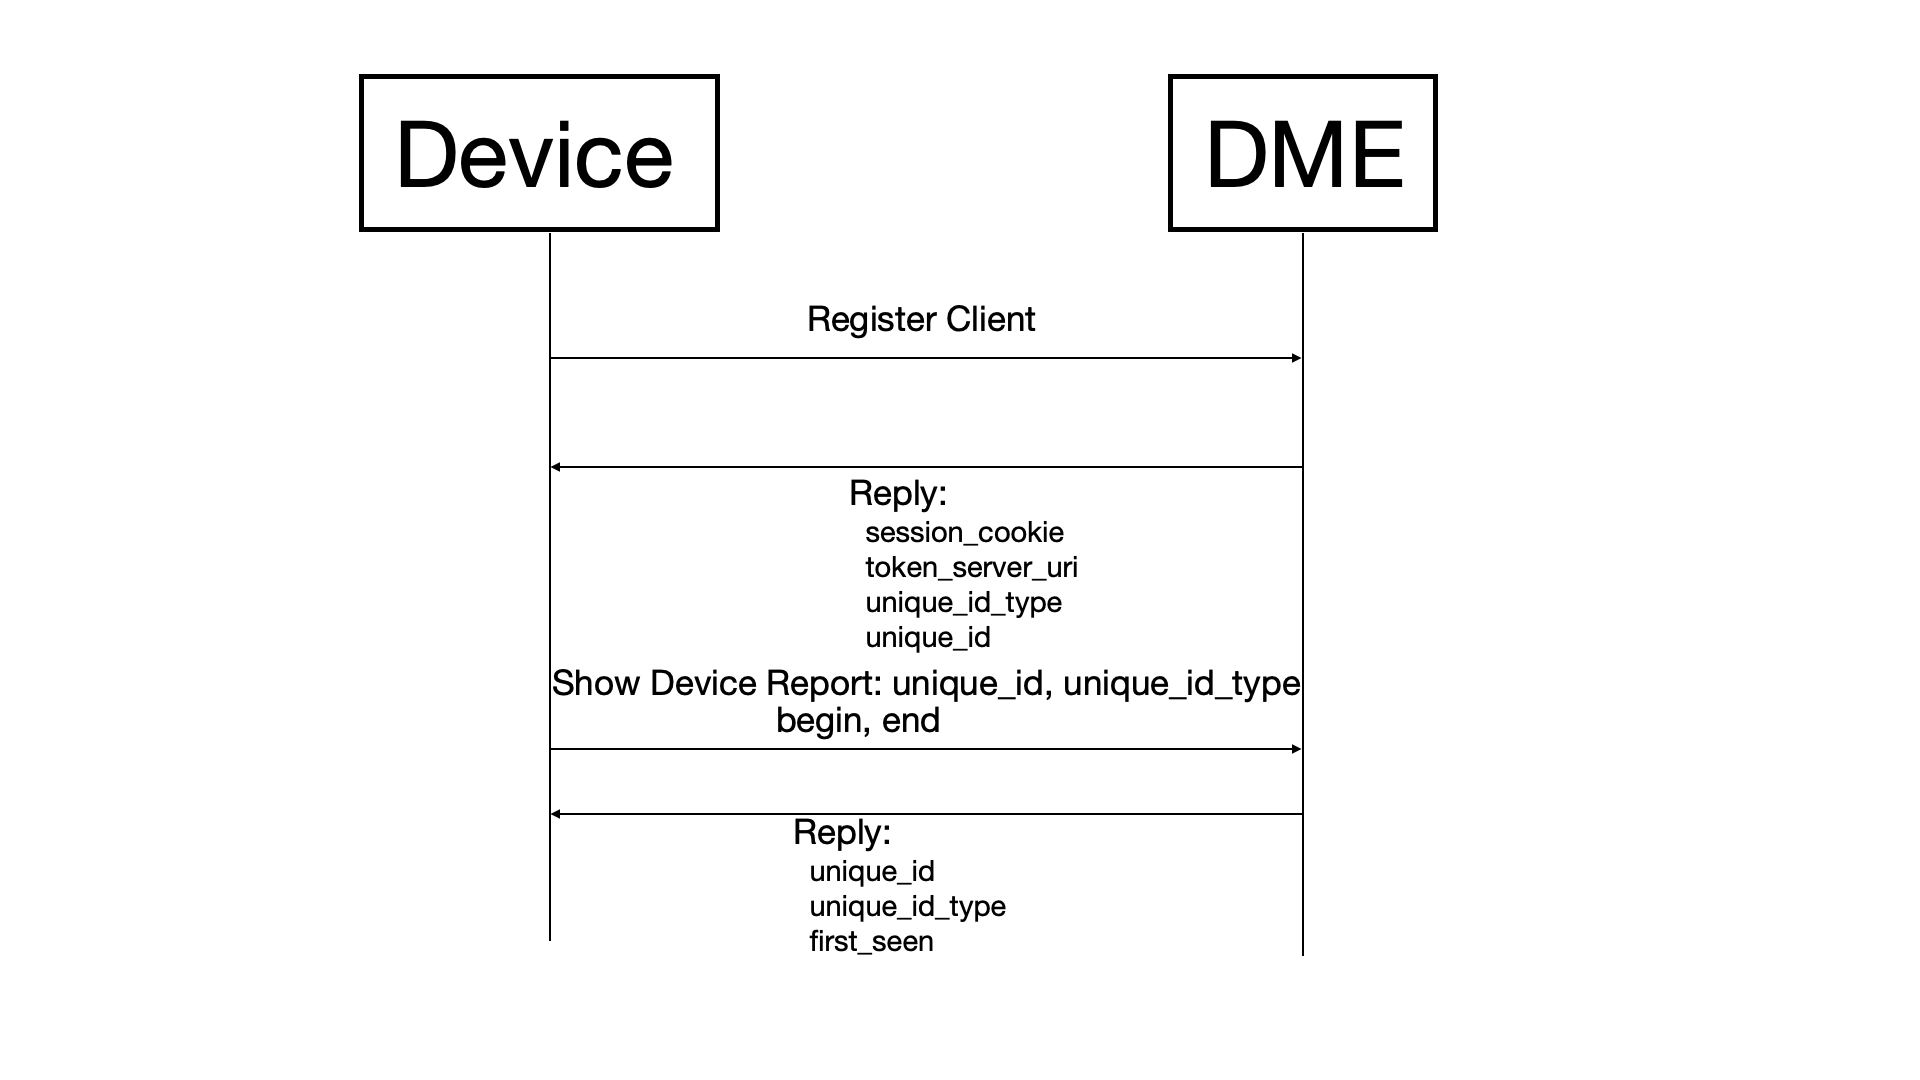 Device
DME
Register Client
Reply:
session_cookie
token_server_uri
unique_id_type
unique_id
Show Device Report: unique_id, unique_id_type
begin, end
Reply:
unique_id
unique_id_type
first_seen